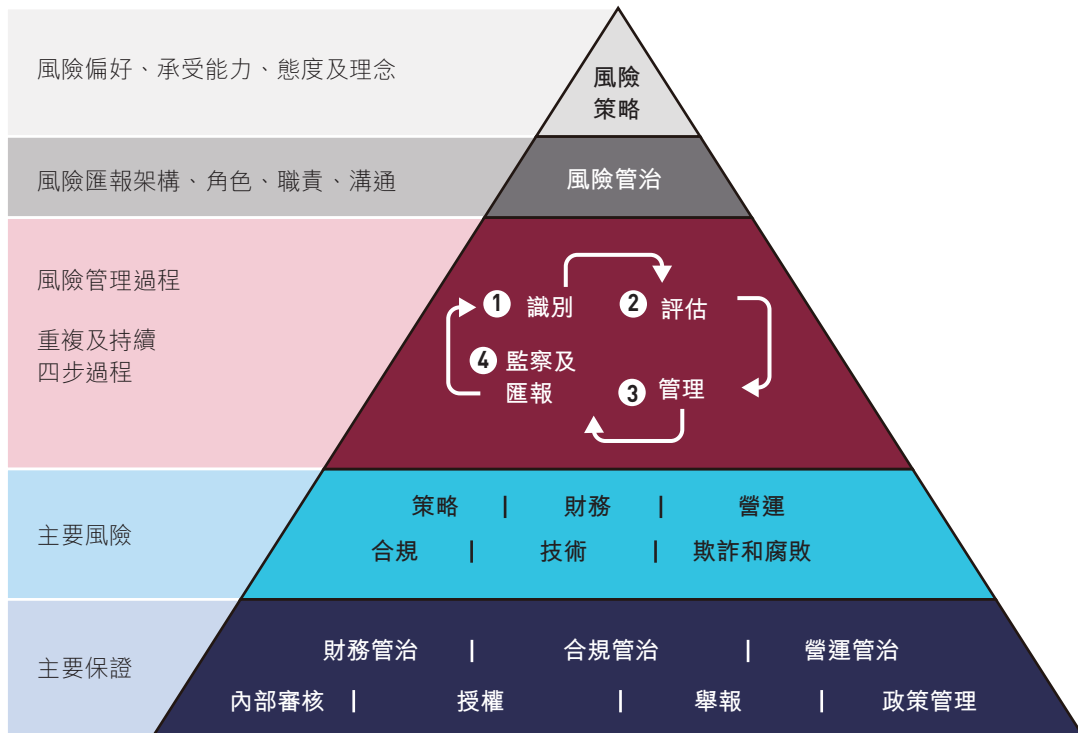 風險偏好、承受能力、態度及理念
風險
策略
風險匯報架構、角色、職責、溝通
風險管治
風險管理過程
重複及持續
四步過程
1 識別
2 評估
4 監察及
匯報
3 管理
主要風險
策略 | 財務 | 營運
合規 | 技術 | 欺詐和腐敗
主要保證
財務管治 | 合規管治 | 營運管治
內部審核 | 授權 | 舉報 | 政策管理